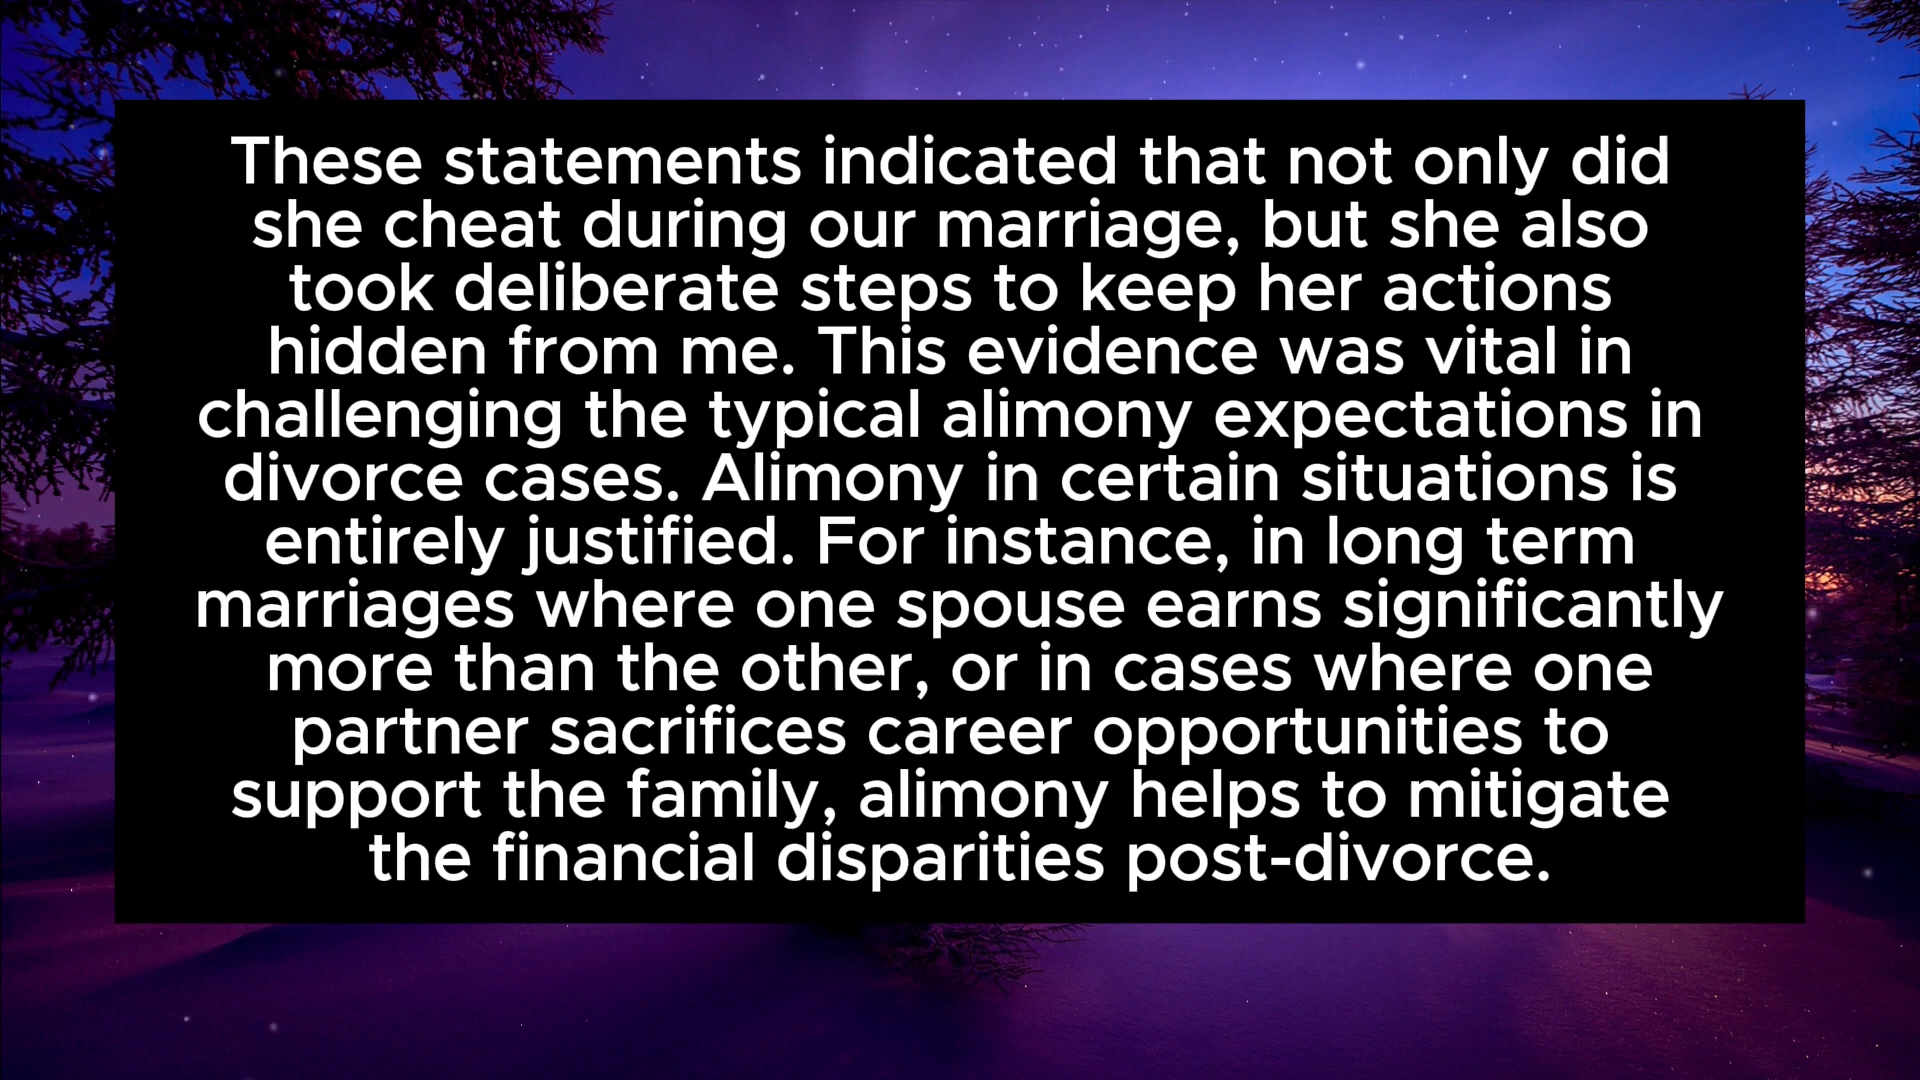 These statements indicated that not only did
she cheat during our marriage, but she also
took deliberate steps to keep her actions
hidden from me. This evidence was vital in
challenging the typical alimony expectations in
divorce cases. Alimony in certain situations is
entirely justified. For instance, in long term
marriages where one spouse earns significantly
more than the other, or in cases where one
partner sacrifices career opportunities to
support the family, alimony helps to mitigate
the financial disparities post-divorce.